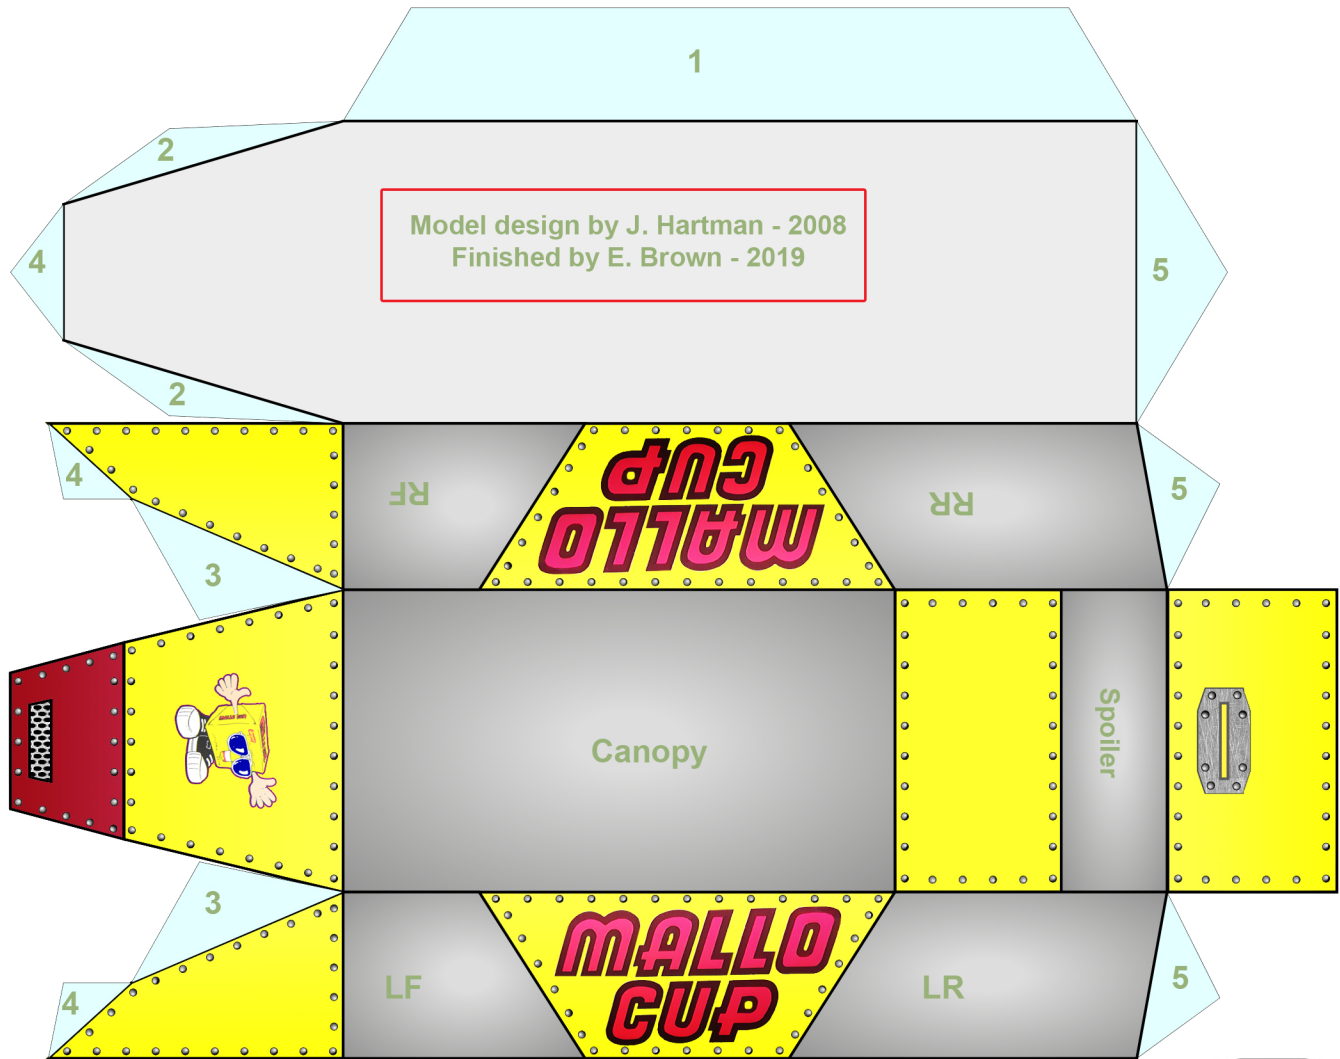 1
2
Model design by J. Hartman - 2008
Finished by E. Brown - 2019
4
5
2
4
RF
CUP
MALLO
RR
5
3
Canopy
Spoiler
3
4
LF
MALLO
CUP
LR
5